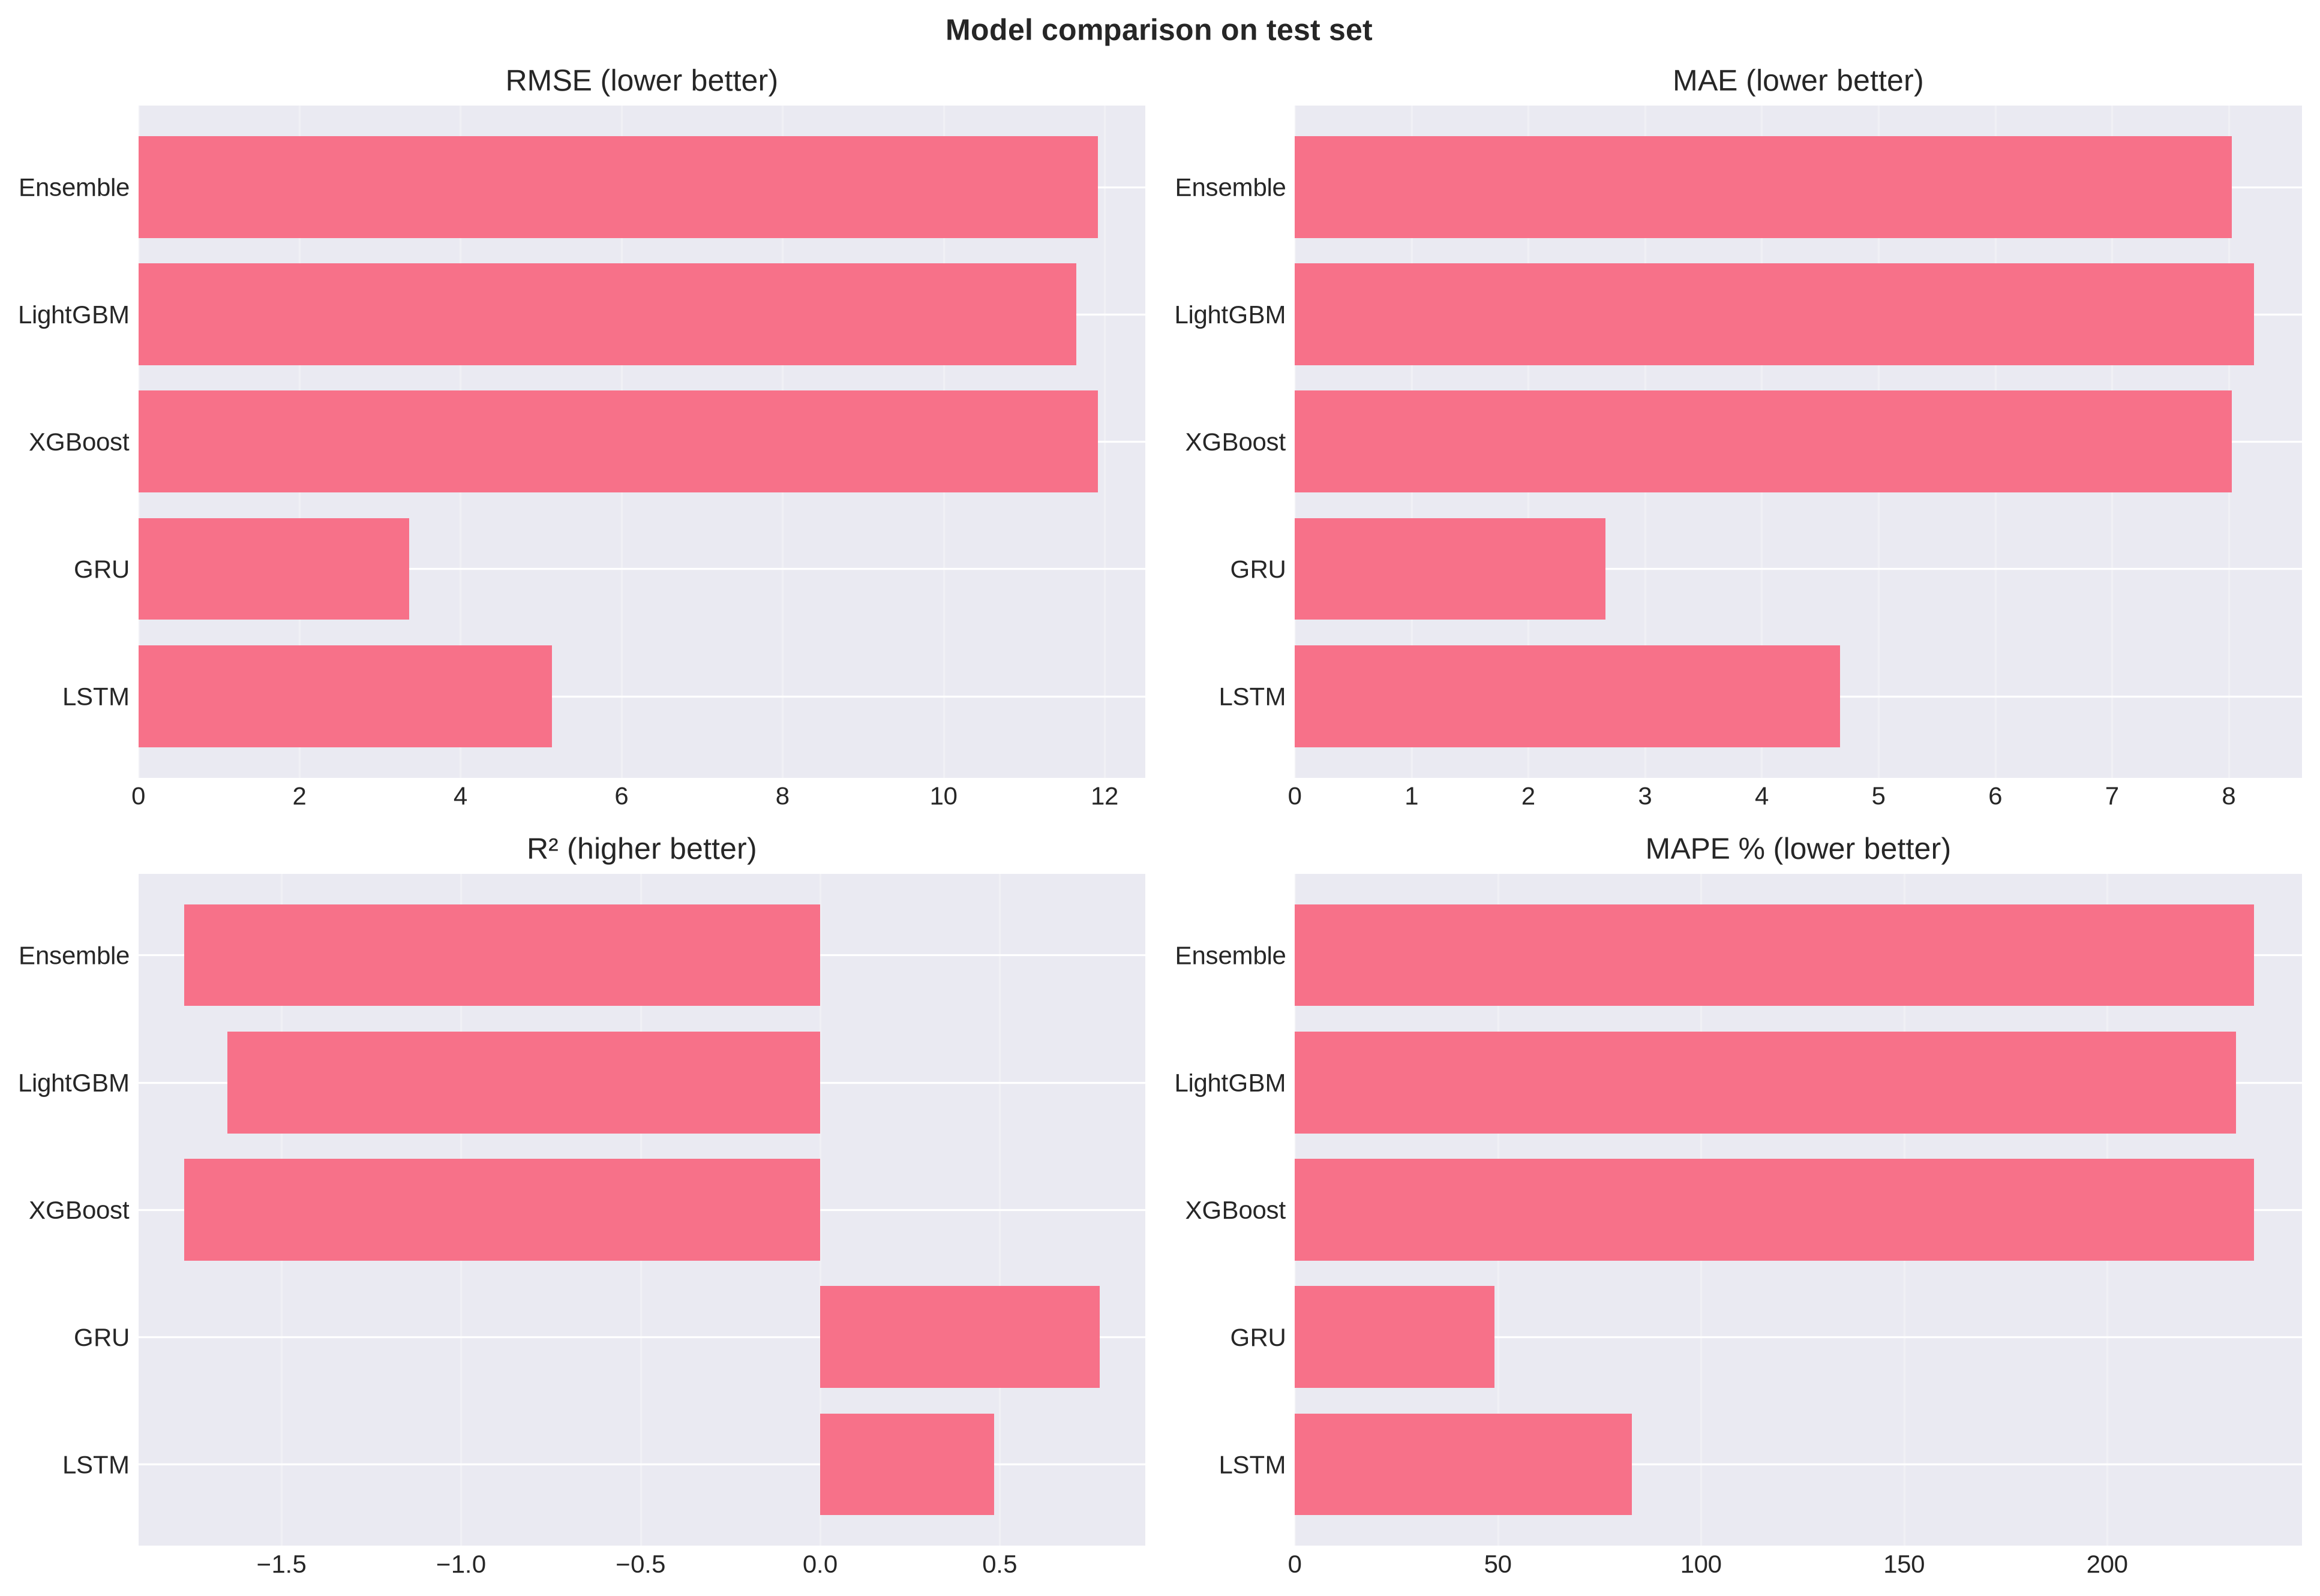 Model comparison on test set
RMSE (lower better)
Ensemble
LightGBM
XGBoost
GRU
LSTM
0 2 4 6 8 10 12
MAE (lower better)
Ensemble
LightGBM
XGBoost
GRU
LSTM
0 1 2 3 4 5 6 7 8
R² (higher better)
Ensemble
LightGBM
XGBoost
GRU
LSTM
−1.5 −1.0 −0.5 0.0 0.5
MAPE % (lower better)
Ensemble
LightGBM
XGBoost
GRU
LSTM
0 50 100 150 200